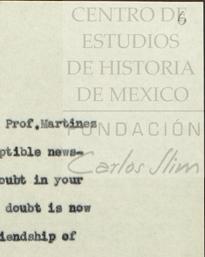 CENTRO DE
6
ESTUDIOS
DE HISTORIA
DE MEXICO
Prof.Martinez
FUNDACIÓN
ptible news-
Carlos Slim
oubt in your
doubt is now
iendship of